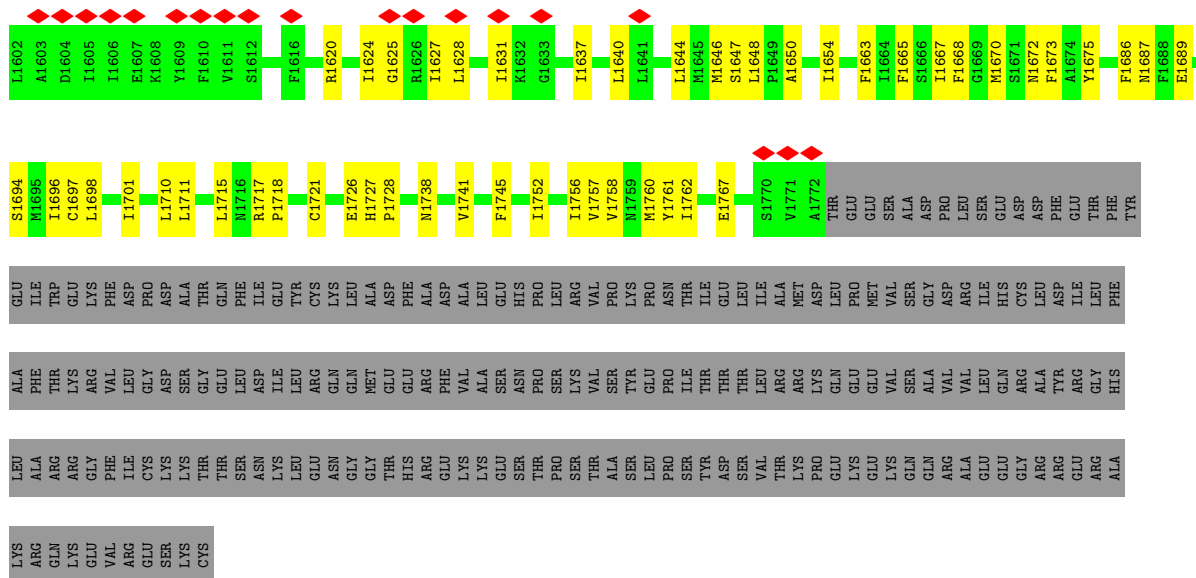 L1602 A1603 D1604 I1605 I1606 E1607 K1608 Y1609 F1610 V1611 S1612 F1616 R1620 I1624 G1625 R1626 I1627 L1628 I1631 K1632 G1633 I1637 L1640 L1641 L1644 M1645 M1646 S1647 L1648 P1649 A1650 I1654 F1663 I1664 F1665 S1666 I1667 F1668 G1669 M1670 S1671 N1672 F1673 A1674 Y1675 F1686 N1687 F1688 E1689
S1694 M1695 I1696 C1697 L1698 I1701 L1710 L1711 L1715 N1716 R1717 P1718 C1721 E1726 H1727 P1728 N1738 V1741 F1745 I1752 I1756 V1757 V1758 N1759 M1760 Y1761 I1762 E1767 S1770 V1771 A1772 THR GLU GLU SER ALA ASP PRO LEU SER GLU ASP ASP PHE GLU THR PHE TYR
GLU ILE TRP GLU LYS PHE ASP PRO ASP ALA THR GLN PHE ILE GLU TYR CYS LYS LEU ALA ASP PHE ALA ASP ALA LEU GLU HIS PRO LEU ARG VAL PRO LYS PRO ASN THR ILE GLU LEU ILE ALA MET ASP LEU PRO MET VAL SER GLY ASP ARG ILE HIS CYS LEU ASP ILE LEU PHE
ALA PHE THR LYS ARG VAL LEU GLY ASP SER GLY GLU LEU ASP ILE LEU ARG GLN GLN MET GLU GLU ARG PHE VAL ALA SER ASN PRO SER LYS VAL SER TYR GLU PRO ILE THR THR THR LEU ARG ARG LYS GLN GLU GLU VAL SER ALA VAL VAL LEU GLN ARG ALA TYR ARG GLY HIS
LEU ALA ARG ARG GLY PHE ILE CYS LYS LYS THR THR SER ASN LYS LEU GLU ASN GLY GLY THR HIS ARG GLU LYS LYS GLU SER THR PRO SER THR ALA SER LEU PRO SER TYR ASP SER VAL THR LYS PRO GLU LYS GLU LYS GLN GLN ARG ALA GLU GLU GLY ARG ARG GLU ARG ALA
LYS ARG GLN LYS GLU VAL ARG GLU SER LYS CYS